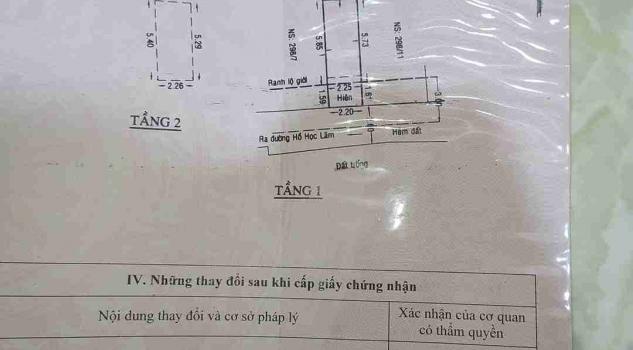 5.40
5.29
2.26
TẦNG 2
NS: 298/7
5.85
5.73
NS: 298/11
Ranh lộ giới
2.25
Hiên
1.59
1.61
2.20
Ra đường Hồ Học Lãm
Hẻm đất
Đất trống
TẦNG 1
IV. Những thay đổi sau khi cấp giấy chứng nhận
Nội dung thay đổi và cơ sở pháp lý
Xác nhận của cơ quan
có thẩm quyền